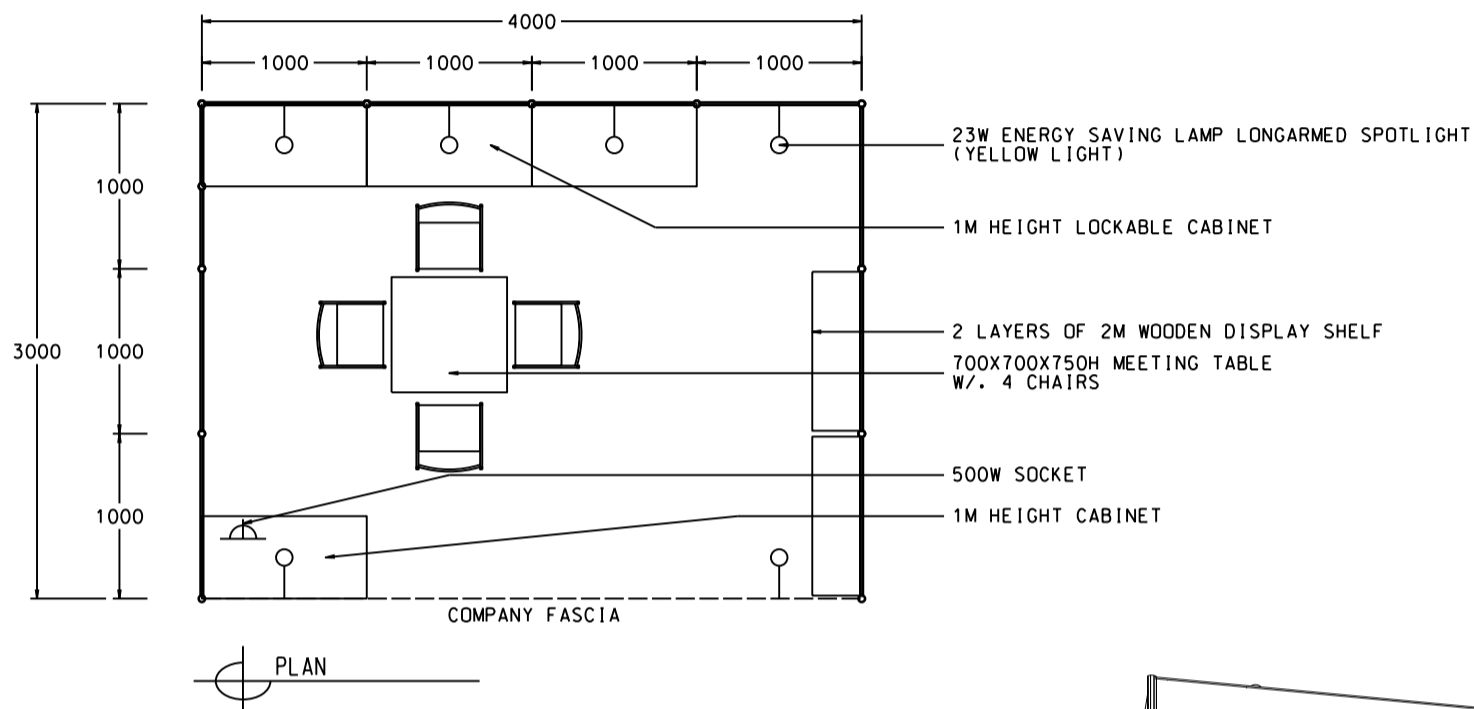 4000
1000 1000 1000 1000
23W ENERGY SAVING LAMP LONGARMED SPOTLIGHT
(YELLOW LIGHT)
1000
1M HEIGHT LOCKABLE CABINET
3000
1000
2 LAYERS OF 2M WOODEN DISPLAY SHELF
700X700X750H MEETING TABLE
W/. 4 CHAIRS
500W SOCKET
1000
1M HEIGHT CABINET
COMPANY FASCIA
PLAN